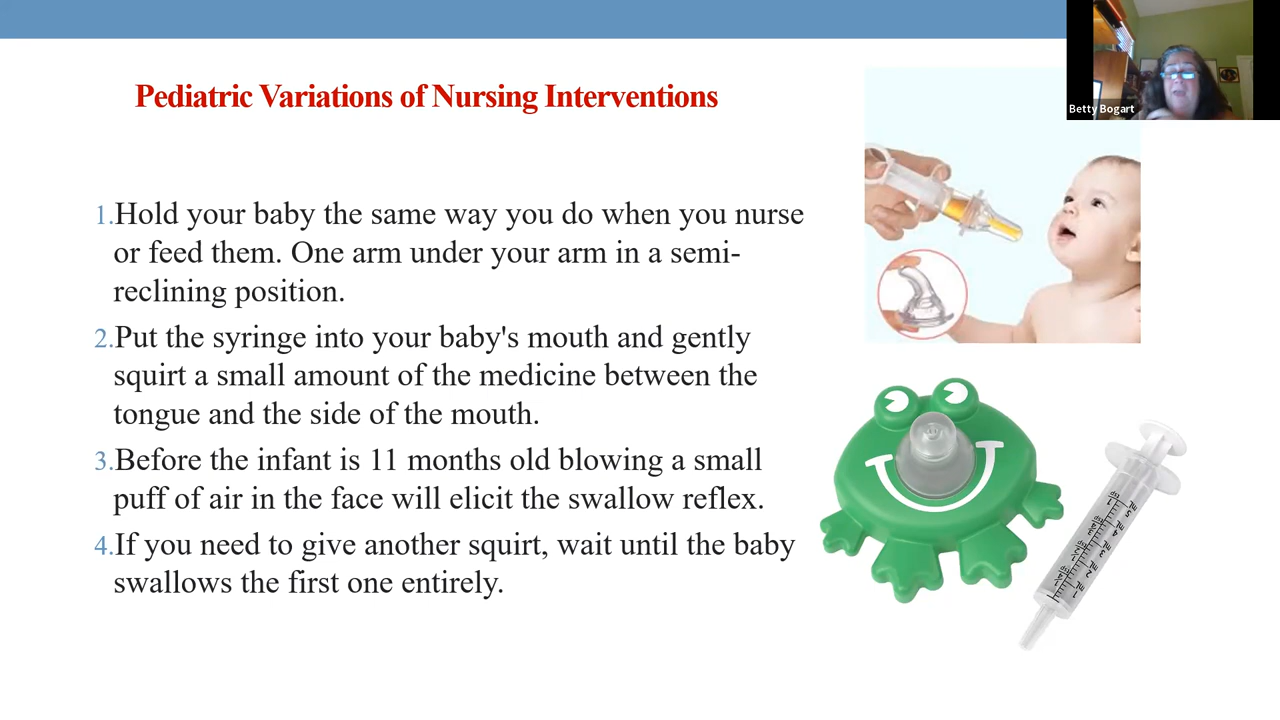 Betty Bogart
Pediatric Variations of Nursing Interventions
1.Hold your baby the same way you do when you nurse
or feed them. One arm under your arm in a semi-
reclining position.
2.Put the syringe into your baby's mouth and gently
squirt a small amount of the medicine between the
tongue and the side of the mouth.
3.Before the infant is 11 months old blowing a small
puff of air in the face will elicit the swallow reflex.
4.If you need to give another squirt, wait until the baby
swallows the first one entirely.